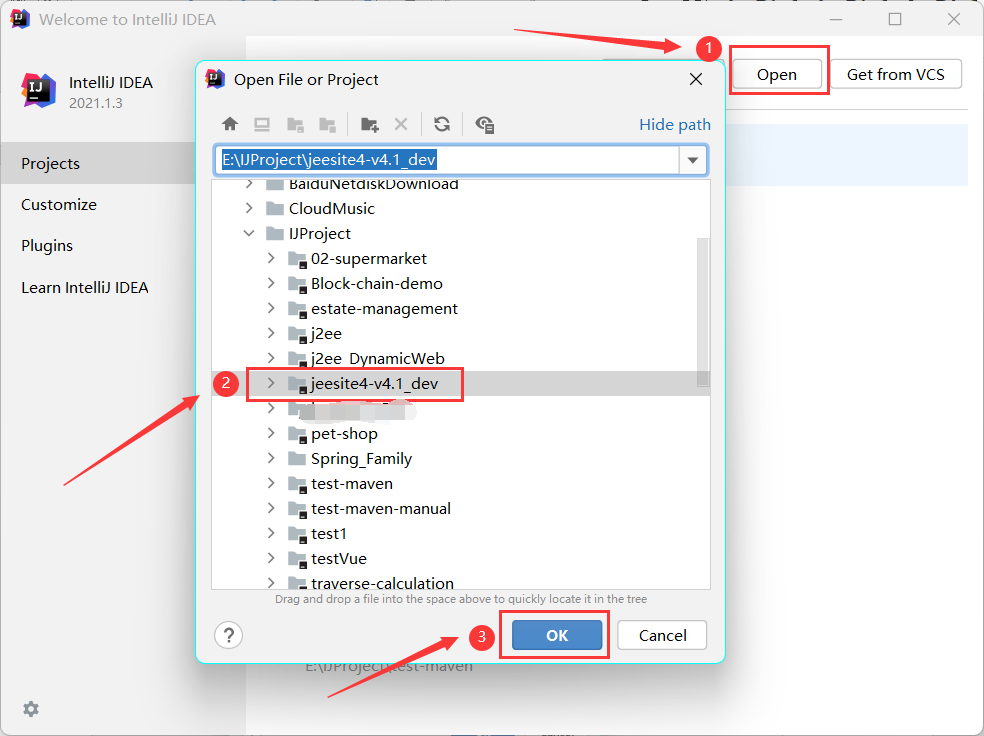 Welcome to IntelliJ IDEA
IntelliJ IDEA
2021.1.3
1
Open
Get from VCS
Projects
Customize
Plugins
Learn IntelliJ IDEA
Open File or Project
Hide path
E:\IJProject\jeesite4-v4.1_dev
BaiduNetdiskDownload
CloudMusic
IJProject
02-supermarket
Block-chain-demo
estate-management
j2ee
j2ee_DynamicWeb
2
jeesite4-v4.1_dev
pet-shop
Spring_Family
test-maven
test-maven-manual
test1
testVue
traverse-calculation
Drag and drop a file into the space above to quickly locate it in the tree
?
3
OK
Cancel
E:\IJProject\test-maven